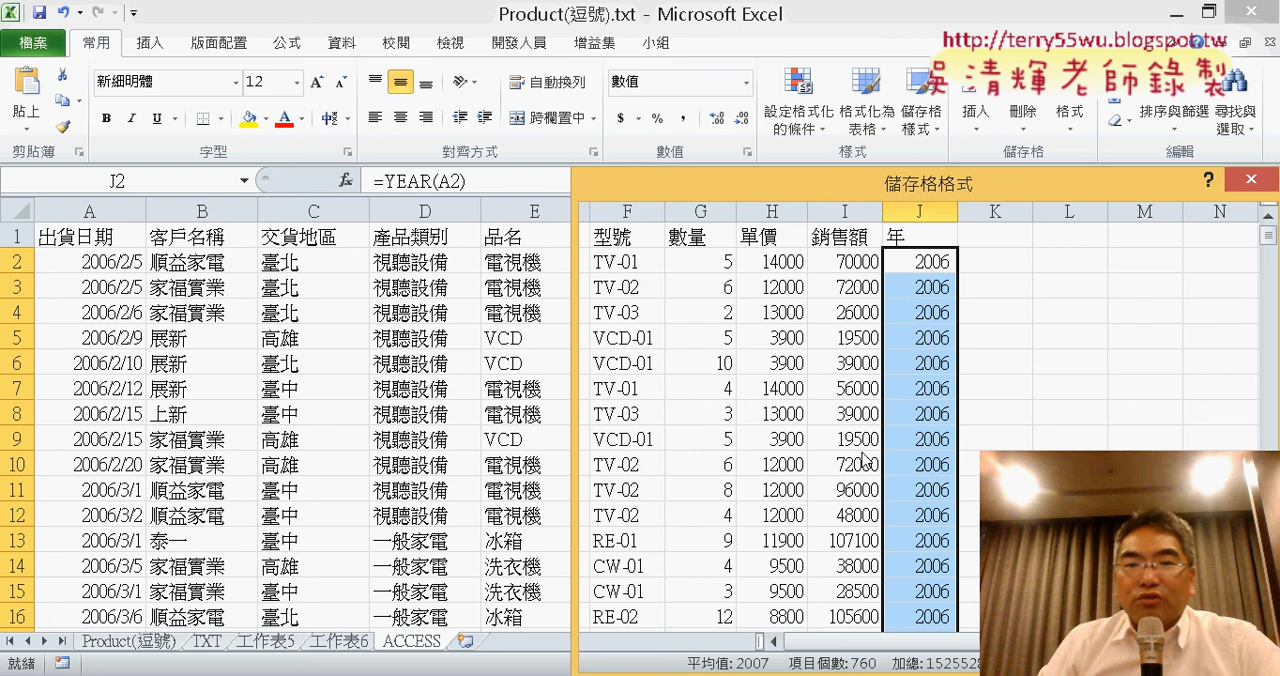 Product(逗號).txt - Microsoft Excel
檔案 常用 插入 版面配置 公式 資料 校閱 檢視 開發人員 增益集 小組
http://terry55wu.blogspot.tw
吳清輝老師錄製
新細明體 12 自動換列 數值
貼上 B I U A 中 跨欄置中 $ % , 設定格式化的條件 格式化為表格 儲存格樣式 插入 刪除 格式 排序與篩選 尋找與選取
剪貼簿 字型 對齊方式 數值 樣式 儲存格 編輯
J2 fx =YEAR(A2) 儲存格格式 ?
A B C D E F G H I J K L M N
1 出貨日期 客戶名稱 交貨地區 產品類別 品名 型號 數量 單價 銷售額 年
2 2006/2/5 順益家電 臺北 視聽設備 電視機 TV-01 5 14000 70000 2006
3 2006/2/5 家福實業 臺北 視聽設備 電視機 TV-02 6 12000 72000 2006
4 2006/2/6 家福實業 臺北 視聽設備 電視機 TV-03 2 13000 26000 2006
5 2006/2/9 展新 高雄 視聽設備 VCD VCD-01 5 3900 19500 2006
6 2006/2/10 展新 臺北 視聽設備 電視機 VCD-01 10 3900 39000 2006
7 2006/2/12 展新 臺中 視聽設備 電視機 TV-01 4 14000 56000 2006
8 2006/2/15 上新 臺中 視聽設備 電視機 TV-03 3 13000 39000 2006
9 2006/2/15 家福實業 高雄 視聽設備 VCD VCD-01 5 3900 19500 2006
10 2006/2/20 家福實業 高雄 視聽設備 電視機 TV-02 6 12000 72000 2006
11 2006/3/1 順益家電 臺中 視聽設備 電視機 TV-02 8 12000 96000 2006
12 2006/3/2 順益家電 臺中 視聽設備 電視機 TV-02 4 12000 48000 2006
13 2006/3/1 泰一 臺中 一般家電 冰箱 RE-01 9 11900 107100 2006
14 2006/3/5 家福實業 高雄 一般家電 洗衣機 CW-01 4 9500 38000 2006
15 2006/3/1 家福實業 臺中 一般家電 洗衣機 CW-01 3 9500 28500 2006
16 2006/3/6 順益家電 臺北 一般家電 冰箱 RE-02 12 8800 105600 2006
Product(逗號) TXT 工作表5 工作表6 ACCESS
就緒 平均值: 2007 項目個數: 760 加總: 1525528